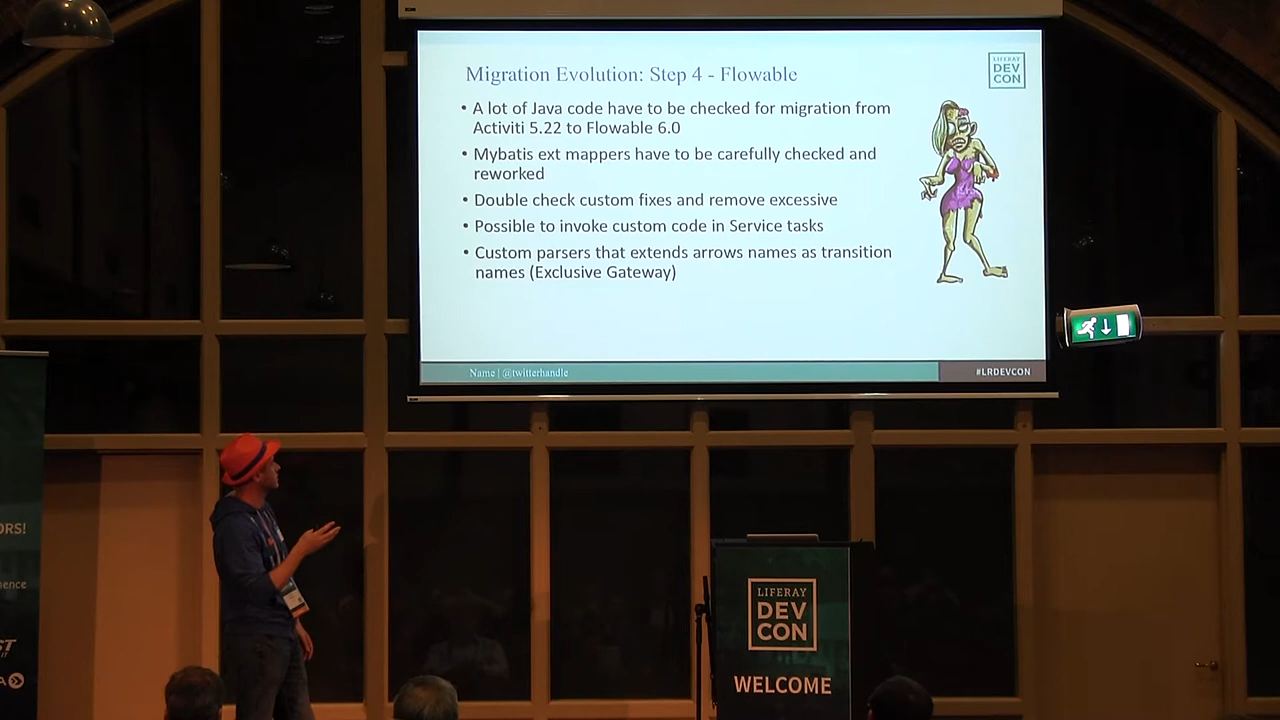 Migration Evolution: Step 4 - Flowable
LIFERAY
DEV
CON
• A lot of Java code have to be checked for migration from
Activiti 5.22 to Flowable 6.0
• Mybatis ext mappers have to be carefully checked and
reworked
• Double check custom fixes and remove excessive
• Possible to invoke custom code in Service tasks
• Custom parsers that extends arrows names as transition
names (Exclusive Gateway)
Name | @twitterhandle
#LRDEVCON
ORS!
LIFERAY
DEV
CON
WELCOME